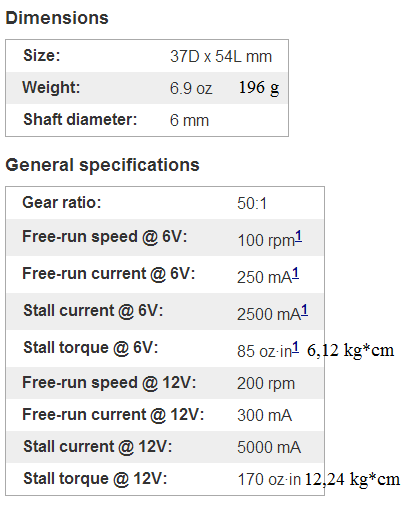 Dimensions
Size: 37D x 54L mm
Weight: 6.9 oz 196 g
Shaft diameter: 6 mm
General specifications
Gear ratio: 50:1
Free-run speed @ 6V: 100 rpm1
Free-run current @ 6V: 250 mA1
Stall current @ 6V: 2500 mA1
Stall torque @ 6V: 85 oz·in1 6,12 kg*cm
Free-run speed @ 12V: 200 rpm
Free-run current @ 12V: 300 mA
Stall current @ 12V: 5000 mA
Stall torque @ 12V: 170 oz·in 12,24 kg*cm